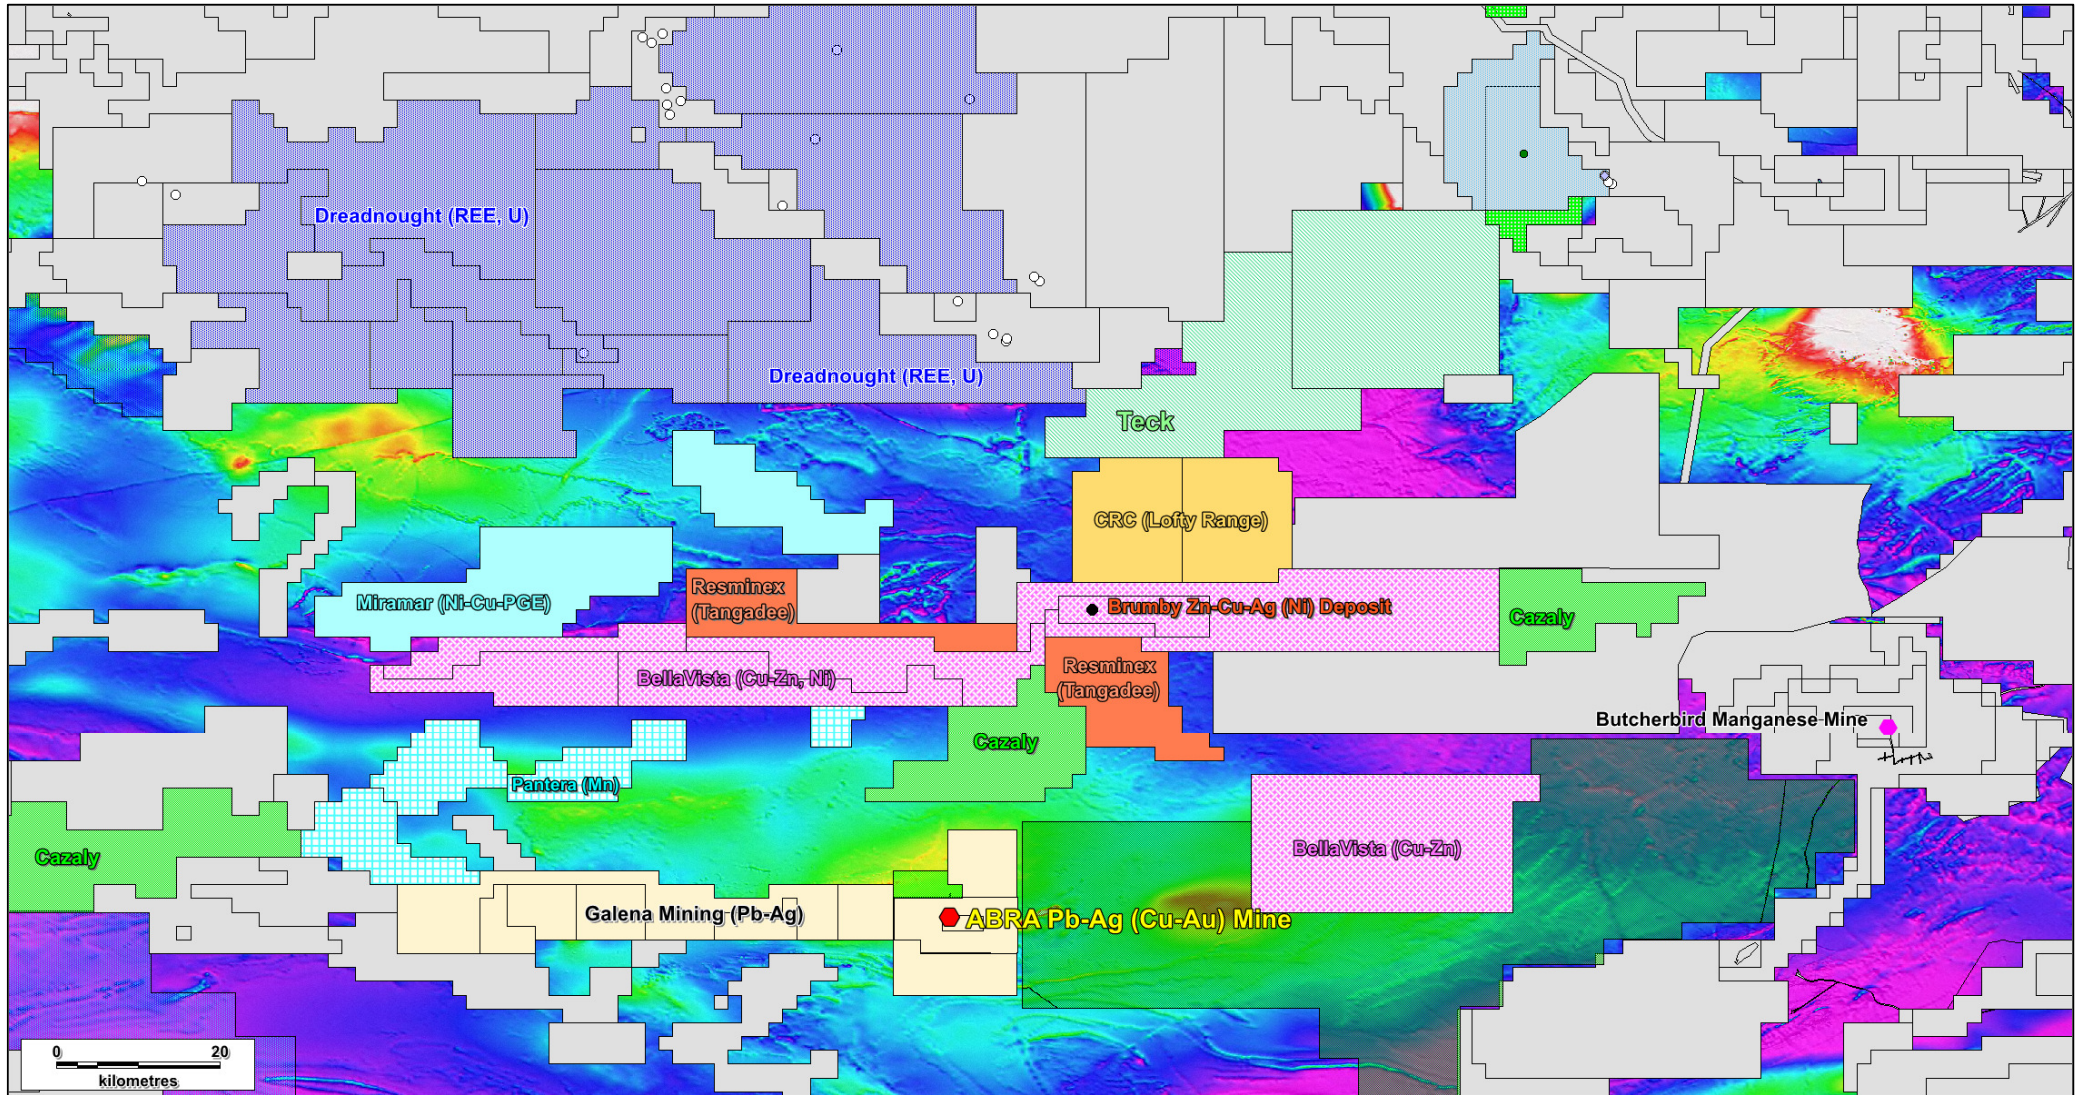 Dreadnought (REE, U)
Dreadnought (REE, U)
Teck
CRC (Lofty Range)
Resminex
(Tangadee)
Miramar (Ni-Cu-PGE)
Brumby Zn-Cu-Ag (Ni) Deposit
Cazaly
Resminex
(Tangadee)
BellaVista (Cu-Zn, Ni)
Butcherbird Manganese Mine
Cazaly
Pantera (Mn)
Cazaly
BellaVista (Cu-Zn)
Galena Mining (Pb-Ag)
ABRA Pb-Ag (Cu-Au) Mine
0 20
kilometres